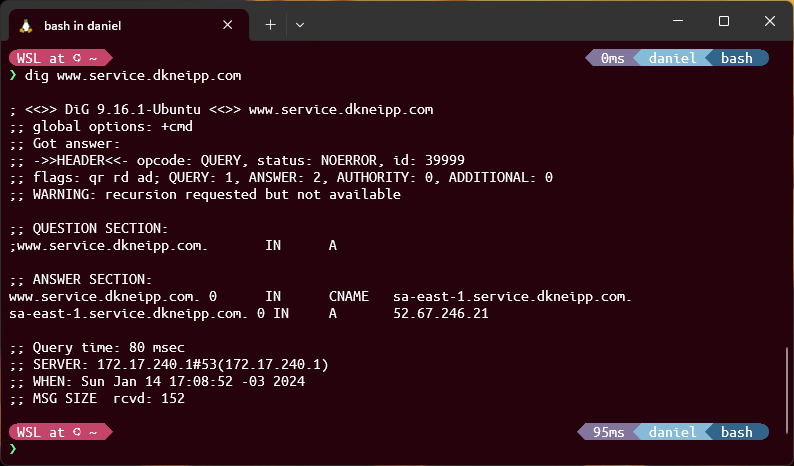 bash in daniel
WSL at ~ 0ms daniel bash
❯ dig www.service.dkneipp.com
; <<>> DiG 9.16.1-Ubuntu <<>> www.service.dkneipp.com
;; global options: +cmd
;; Got answer:
;; ->>HEADER<<- opcode: QUERY, status: NOERROR, id: 39999
;; flags: qr rd ad; QUERY: 1, ANSWER: 2, AUTHORITY: 0, ADDITIONAL: 0
;; WARNING: recursion requested but not available
;; QUESTION SECTION:
;www.service.dkneipp.com. IN A
;; ANSWER SECTION:
www.service.dkneipp.com. 0 IN CNAME sa-east-1.service.dkneipp.com.
sa-east-1.service.dkneipp.com. 0 IN A 52.67.246.21
;; Query time: 80 msec
;; SERVER: 172.17.240.1#53(172.17.240.1)
;; WHEN: Sun Jan 14 17:08:52 -03 2024
;; MSG SIZE rcvd: 152
WSL at ~ 95ms daniel bash
❯